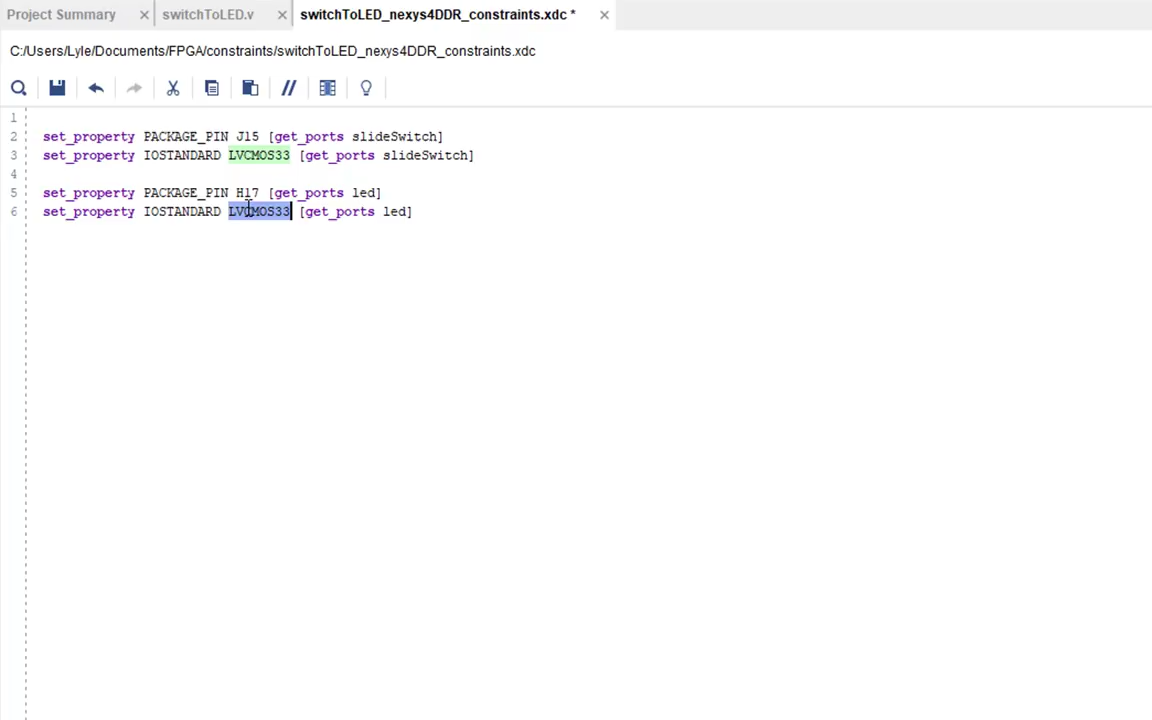 Project Summary
switchToLED.v
switchToLED_nexys4DDR_constraints.xdc *
C:/Users/Lyle/Documents/FPGA/constraints/switchToLED_nexys4DDR_constraints.xdc
1
2 set_property PACKAGE_PIN J15 [get_ports slideSwitch]
3 set_property IOSTANDARD LVCMOS33 [get_ports slideSwitch]
4
5 set_property PACKAGE_PIN H17 [get_ports led]
6 set_property IOSTANDARD LVCMOS33 [get_ports led]